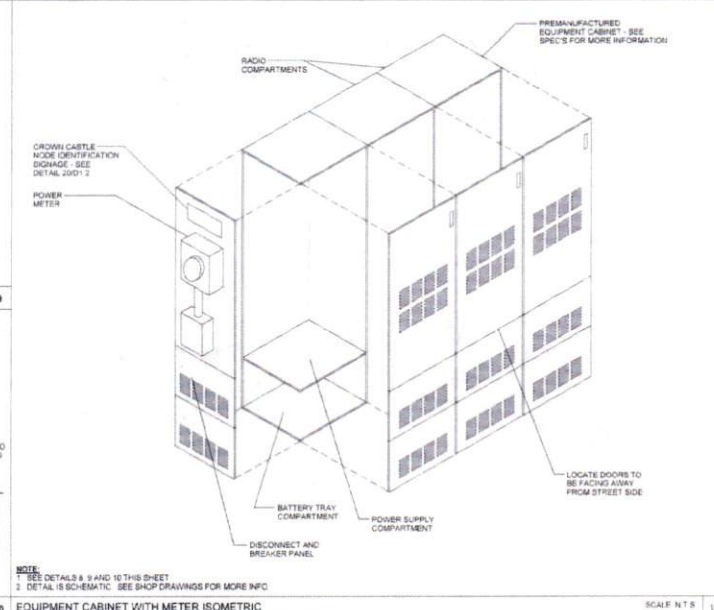 PREMANUFACTURED
EQUIPMENT CABINET - SEE
SPEC'S FOR MORE INFORMATION
RADIO
COMPARTMENTS
CROWN CASTLE
NODE IDENTIFICATION
SIGNAGE - SEE
DETAIL 20/D1.2
POWER
METER
LOCATE DOORS TO
BE FACING AWAY
FROM STREET SIDE
BATTERY TRAY
COMPARTMENT
POWER SUPPLY
COMPARTMENT
DISCONNECT AND
BREAKER PANEL
NOTE:
1 SEE DETAILS 8, 9 AND 10 THIS SHEET
2 DETAIL IS SCHEMATIC. SEE SHOP DRAWINGS FOR MORE INFO
EQUIPMENT CABINET WITH METER ISOMETRIC
SCALE N.T.S